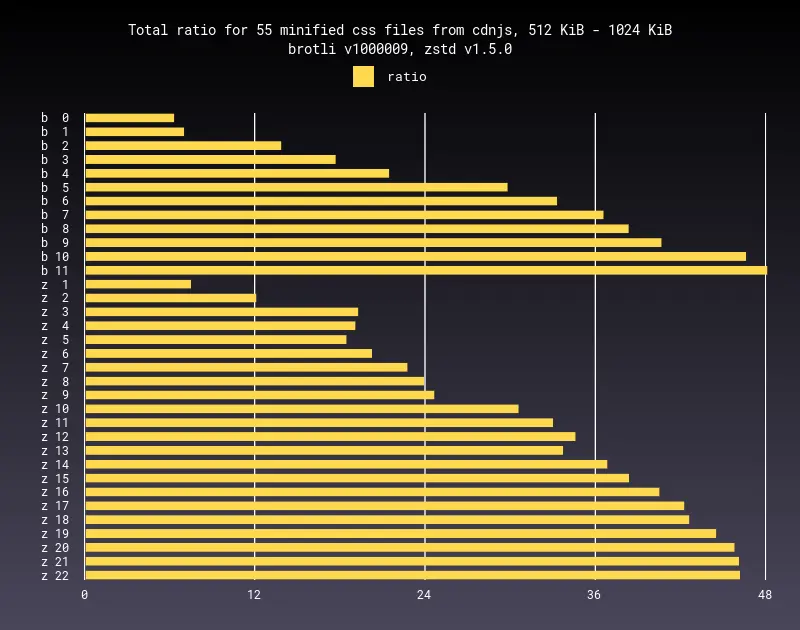 Total ratio for 55 minified css files from cdnjs, 512 KiB - 1024 KiB
brotli v1000009, zstd v1.5.0
ratio
b 0
b 1
b 2
b 3
b 4
b 5
b 6
b 7
b 8
b 9
b 10
b 11
z 1
z 2
z 3
z 4
z 5
z 6
z 7
z 8
z 9
z 10
z 11
z 12
z 13
z 14
z 15
z 16
z 17
z 18
z 19
z 20
z 21
z 22
0 12 24 36 48